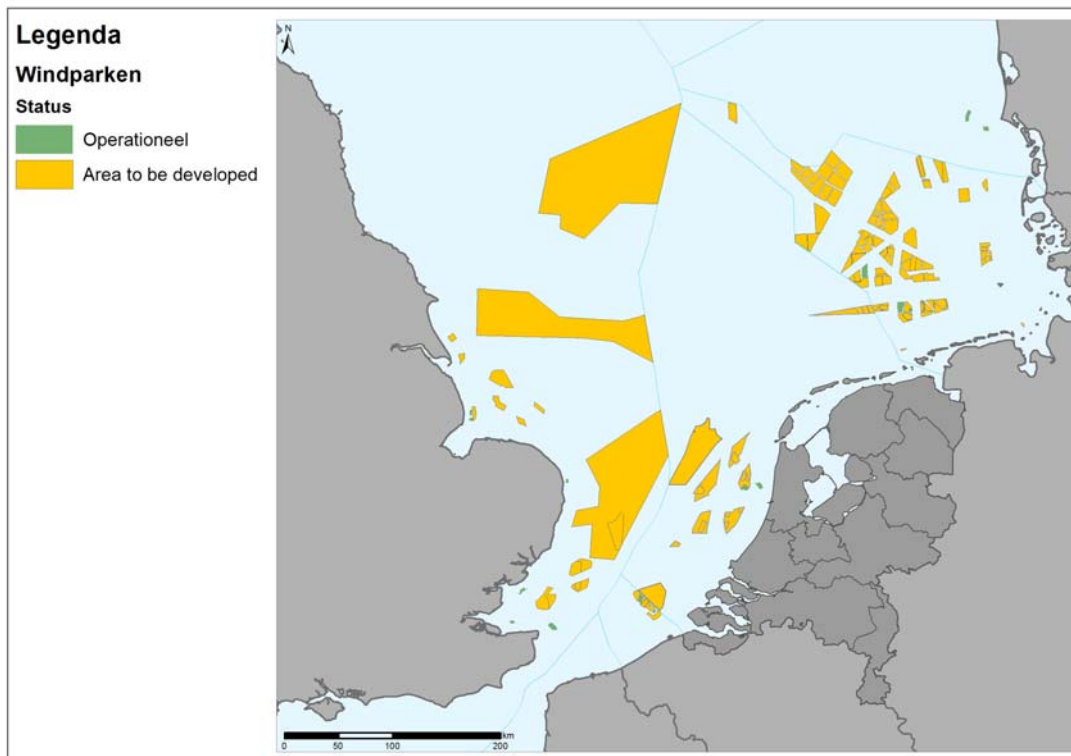 Legenda
Windparken
Status
Operationeel
Area to be developed
N
km
0 50 100 200